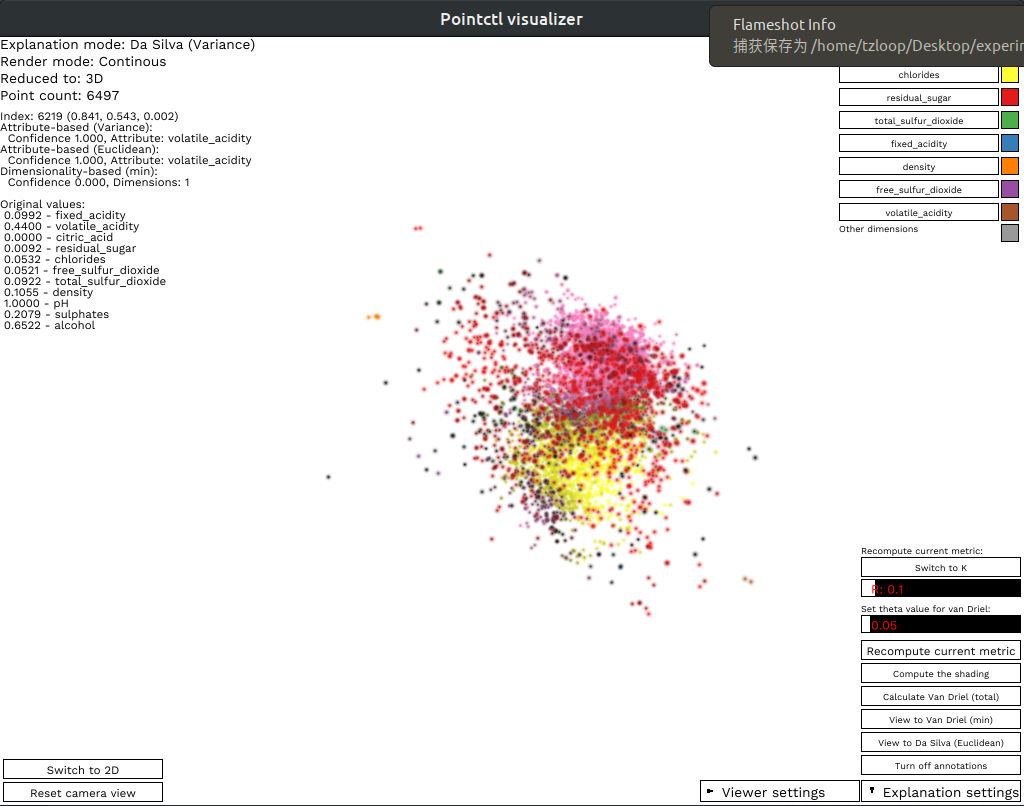 Pointctl visualizer
Flameshot Info
捕获保存为 /home/tzloop/Desktop/experim
Explanation mode: Da Silva (Variance)
Render mode: Continous
Reduced to: 3D
Point count: 6497
Index: 6219 (0.841, 0.543, 0.002)
Attribute-based (Variance):
Confidence 1.000, Attribute: volatile_acidity
Attribute-based (Euclidean):
Confidence 1.000, Attribute: volatile_acidity
Dimensionality-based (min):
Confidence 0.000, Dimensions: 1
Original values:
0.0992 - fixed_acidity
0.4400 - volatile_acidity
0.0000 - citric_acid
0.0092 - residual_sugar
0.0532 - chlorides
0.0521 - free_sulfur_dioxide
0.0922 - total_sulfur_dioxide
0.1055 - density
1.0000 - pH
0.2079 - sulphates
0.6522 - alcohol
chlorides
residual_sugar
total_sulfur_dioxide
fixed_acidity
density
free_sulfur_dioxide
volatile_acidity
Other dimensions
Recompute current metric:
Switch to K
R: 0.1
Set theta value for van Driel:
0.05
Recompute current metric
Compute the shading
Calculate Van Driel (total)
View to Van Driel (min)
View to Da Silva (Euclidean)
Turn off annotations
Switch to 2D
Reset camera view
Viewer settings
Explanation settings